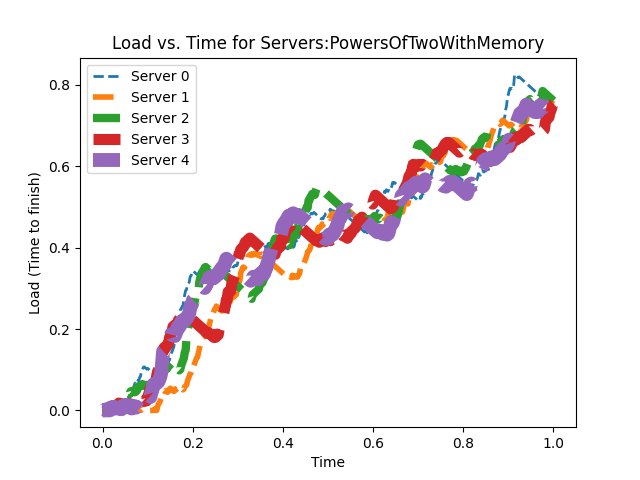 Load vs. Time for Servers:PowersOfTwoWithMemory
Server 0
Server 1
Server 2
Server 3
Server 4
0.8
0.6
0.4
0.2
0.0
Load (Time to finish)
0.0 0.2 0.4 0.6 0.8 1.0
Time